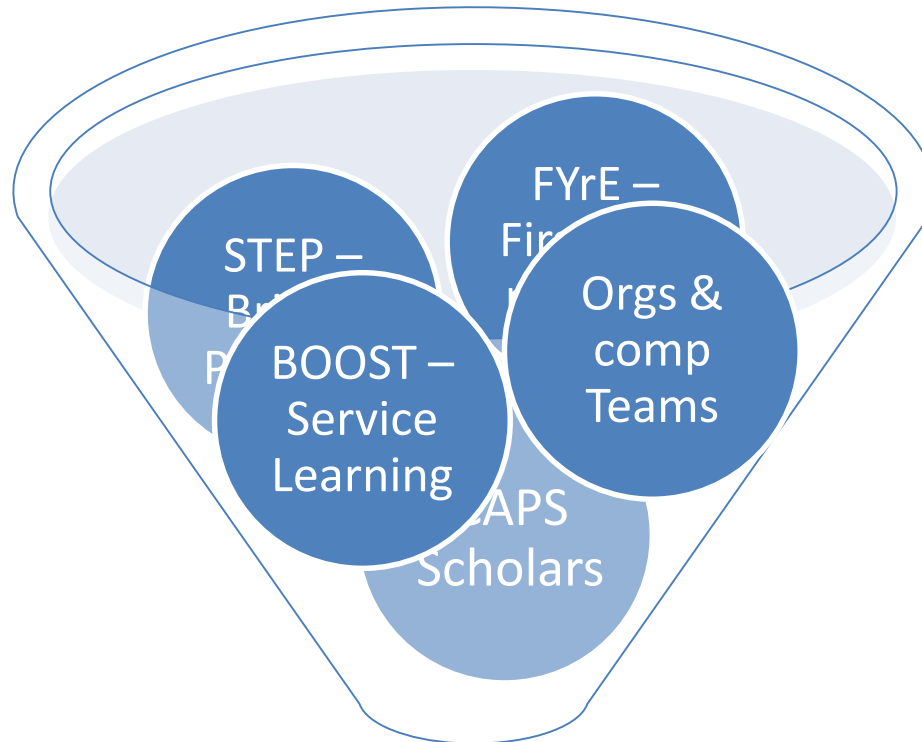 FYrE –
STEP –
Orgs &
comp
Teams
BOOST –
Service
Learning
Scholars